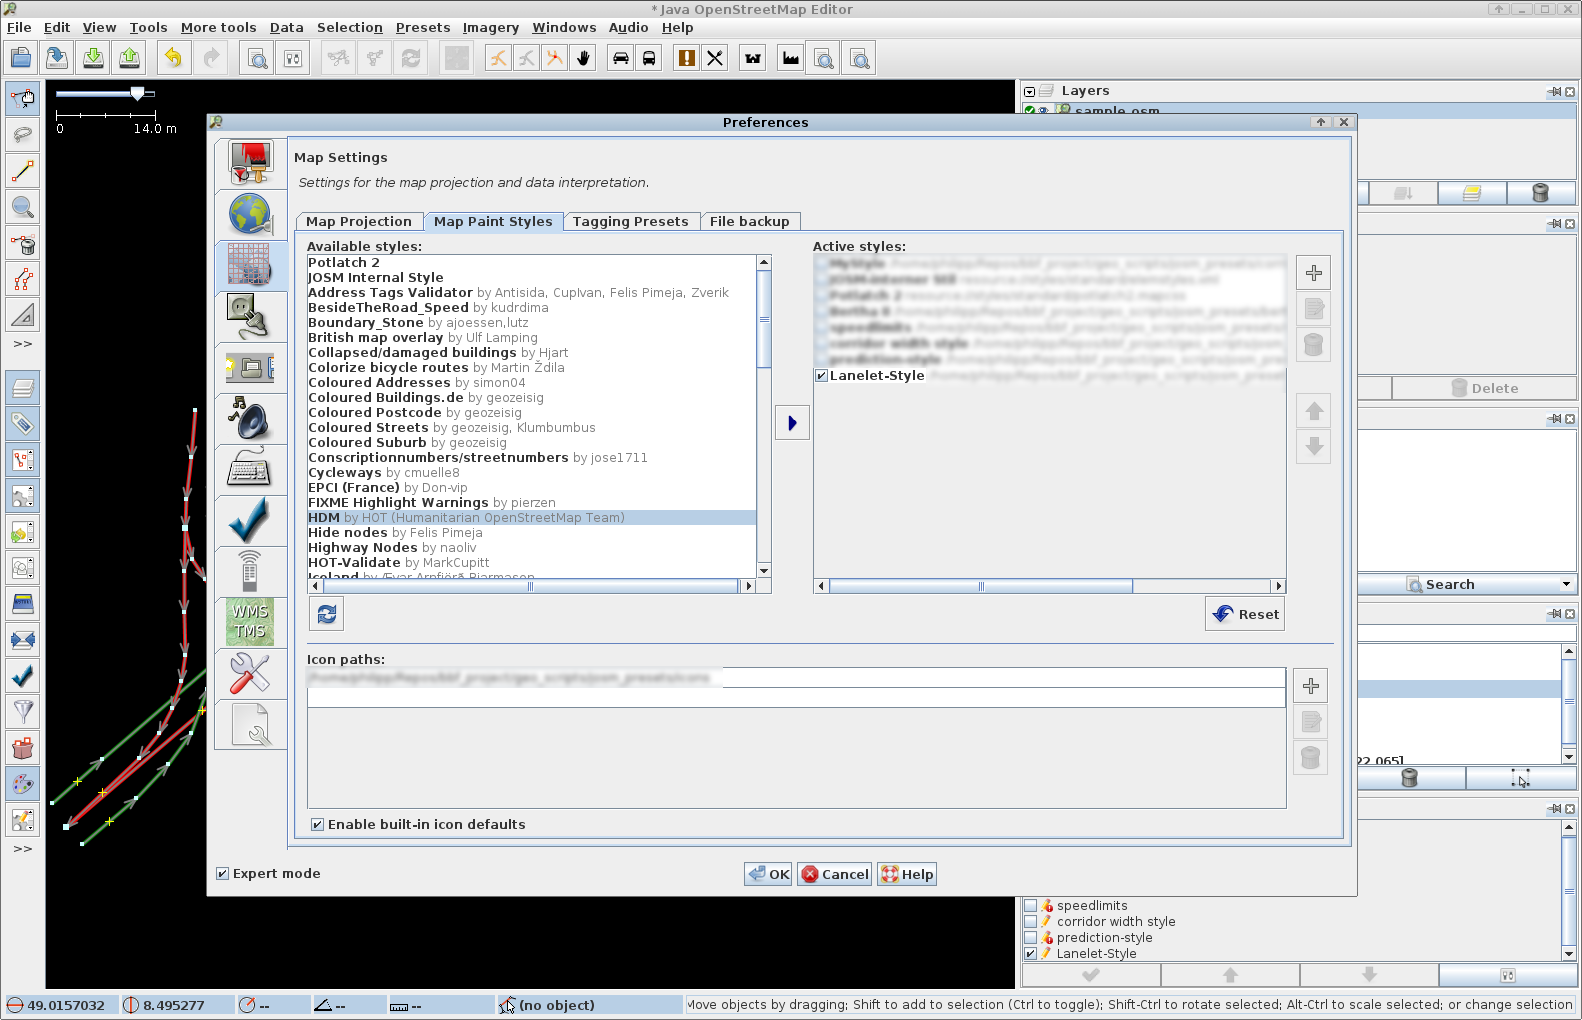 * Java OpenStreetMap Editor
File Edit View Tools More tools Data Selection Presets Imagery Windows Audio Help
0 14.0 m
Layers
sample.osm
Preferences
Map Settings
Settings for the map projection and data interpretation.
Map Projection Map Paint Styles Tagging Presets File backup
Available styles:
Potlatch 2
JOSM Internal Style
Address Tags Validator by Antisida, CupIvan, Felis Pimeja, Zverik
BesideTheRoad_Speed by kudrdima
Boundary_Stone by ajoessen,lutz
British map overlay by Ulf Lamping
Collapsed/damaged buildings by Hjart
Colorize bicycle routes by Martin Ždila
Coloured Addresses by simon04
Coloured Buildings.de by geozeisig
Coloured Postcode by geozeisig
Coloured Streets by geozeisig, Klumbumbus
Coloured Suburb by geozeisig
Conscriptionnumbers/streetnumbers by jose1711
Cycleways by cmuelle8
EPCI (France) by Don-vip
FIXME Highlight Warnings by pierzen
HDM by HOT (Humanitarian OpenStreetMap Team)
Hide nodes by Felis Pimeja
Highway Nodes by naoliv
HOT-Validate by MarkCupitt
Iceland by Ævar Arnfjörð Bjarmason
Active styles:
Lanelet-Style
Reset
Icon paths:
Enable built-in icon defaults
WMS
TMS
>>
>>
Expert mode
OK Cancel Help
Delete
Search
22.065]
speedlimits
corridor width style
prediction-style
Lanelet-Style
49.0157032 8.495277 -- -- -- (no object) Move objects by dragging; Shift to add to selection (Ctrl to toggle); Shift-Ctrl to rotate selected; Alt-Ctrl to scale selected; or change selection